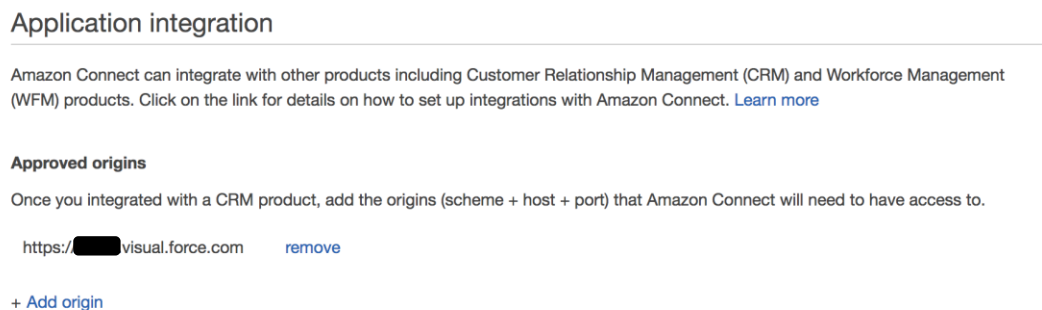 Application integration
Amazon Connect can integrate with other products including Customer Relationship Management (CRM) and Workforce Management
(WFM) products. Click on the link for details on how to set up integrations with Amazon Connect. Learn more
Approved origins
Once you integrated with a CRM product, add the origins (scheme + host + port) that Amazon Connect will need to have access to.
https:/ visual.force.com remove
+ Add origin